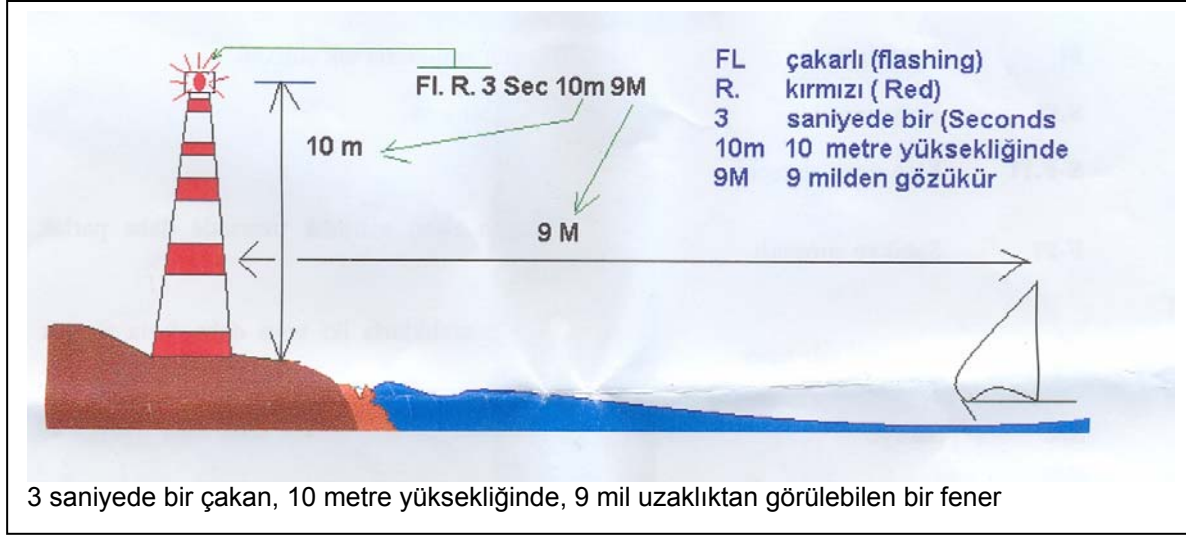 Fl. R. 3 Sec 10m 9M
FL çakarlı (flashing)
R. kırmızı ( Red)
3 saniyede bir (Seconds
10m 10 metre yüksekliğinde
9M 9 milden gözükür
10 m
9 M
3 saniyede bir çakan, 10 metre yüksekliğinde, 9 mil uzaklıktan görülebilen bir fener